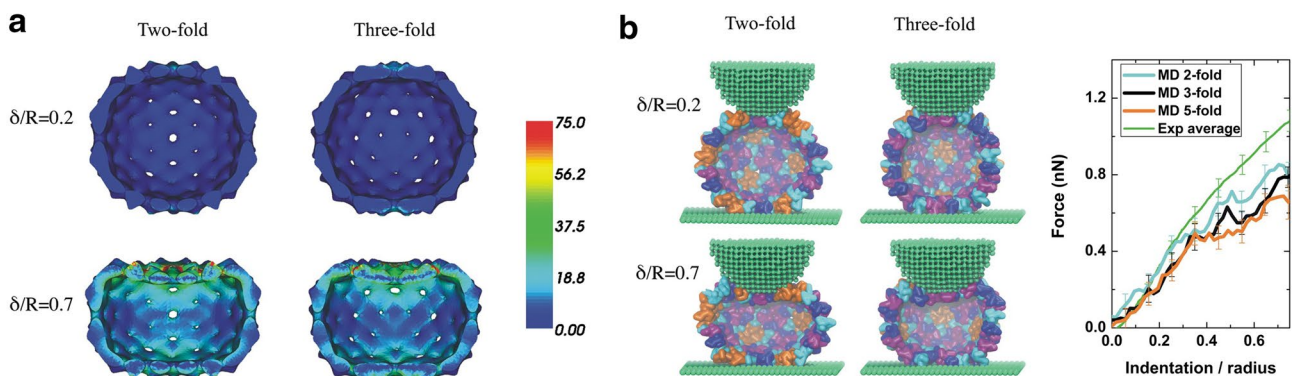 a
Two-fold
Three-fold
δ/R=0.2
δ/R=0.7
75.0
56.2
37.5
18.8
0.00
b
Two-fold
Three-fold
δ/R=0.2
δ/R=0.7
MD 2-fold
MD 3-fold
MD 5-fold
Exp average
Force (nN)
1.2
0.8
0.4
0.0
0.0
0.2
0.4
0.6
Indentation / radius